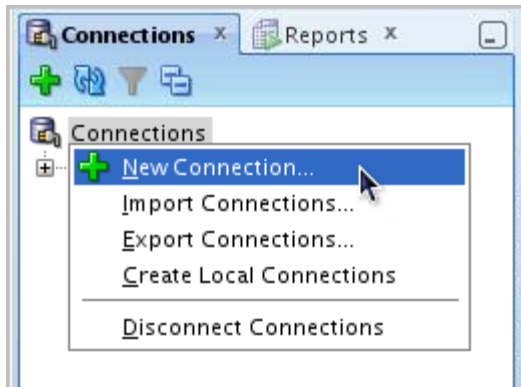 Connections x Reports x
Connections
New Connection...
Import Connections...
Export Connections...
Create Local Connections
Disconnect Connections